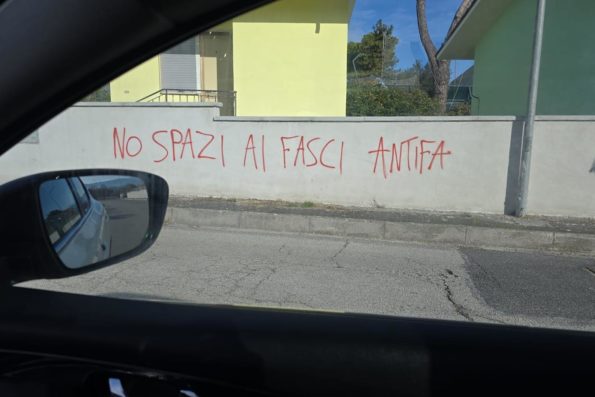 NO SPAZI AI FASCI ANTIFA